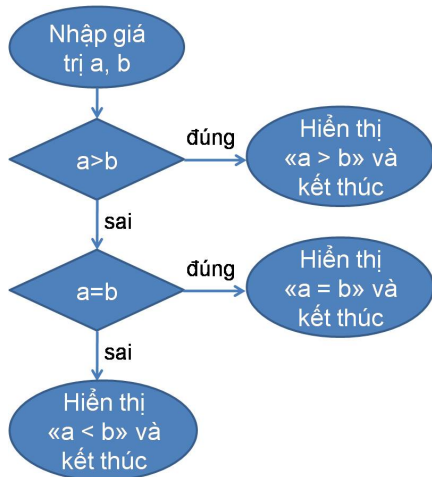 Nhập giá
trị a, b
a>b
đúng
Hiển thị
«a > b» và
kết thúc
sai
a=b
đúng
Hiển thị
«a = b» và
kết thúc
sai
Hiển thị
«a < b» và
kết thúc